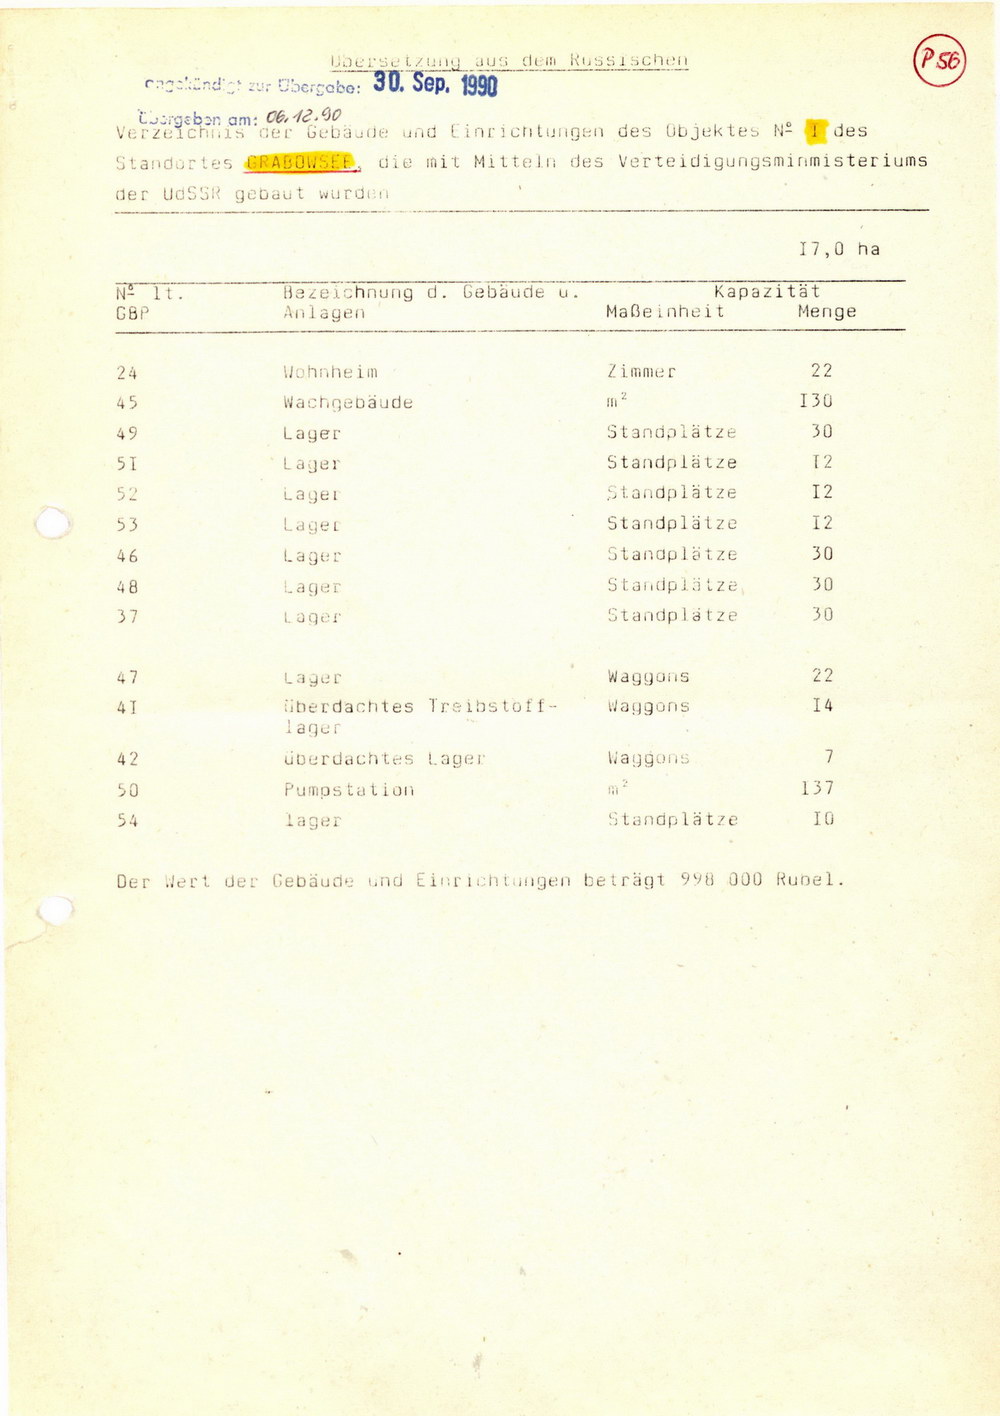 P 56
Übersetzung aus dem Russischen
angekündigt zur Übergabe: 30. Sep. 1990
Übergeben am: 06.12.90
Verzeichnis der Gebäude und Einrichtungen des Objektes Nº I des
Standortes GRABOWSEE, die mit Mitteln des Verteidigungsminmisteriums
der UdSSR gebaut wurden
I7,0 ha
Nº lt. Bezeichnung d. Gebäude u. Kapazität
GBP Anlagen Maßeinheit Menge
24 Wohnheim Zimmer 22
45 Wachgebäude m² I30
49 Lager Standplätze 30
5I Lager Standplätze I2
52 Lager Standplätze I2
53 Lager Standplätze I2
46 Lager Standplätze 30
48 Lager Standplätze 30
37 Lager Standplätze 30
47 Lager Waggons 22
4I überdachtes Treibstoff- Waggons I4
lager
42 überdachtes Lager Waggons 7
50 Pumpstation m² I37
54 lager Standplätze I0
Der Wert der Gebäude und Einrichtungen beträgt 998 000 Rubel.